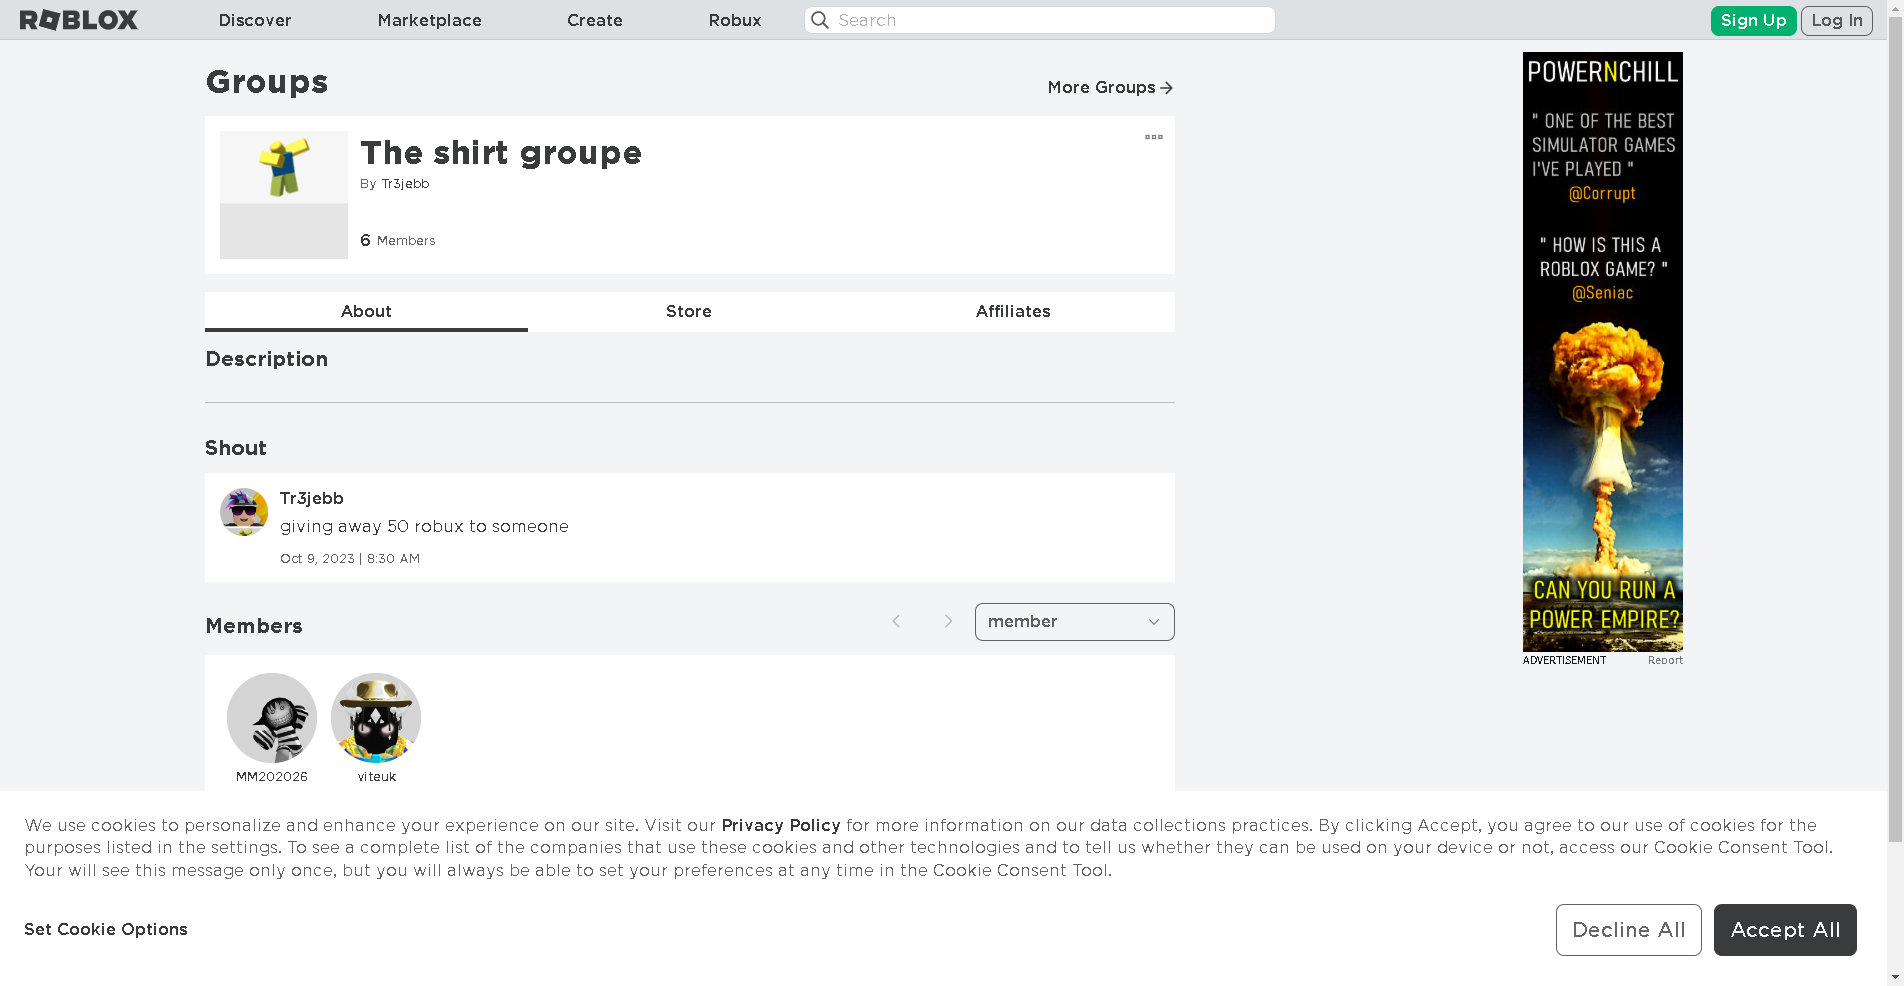 ROBLOX Discover Marketplace Create Robux Search Sign Up Log In
Groups
More Groups
The shirt groupe
By Tr3jebb
6 Members
About Store Affiliates
Description
Shout
Tr3jebb
giving away 50 robux to someone
Oct 9, 2023 | 8:30 AM
Members
member
MM202026 viteuk
POWERNCHILL
" ONE OF THE BEST
SIMULATOR GAMES
I'VE PLAYED "
@Corrupt
" HOW IS THIS A
ROBLOX GAME? "
@Seniac
CAN YOU RUN A
POWER EMPIRE?
ADVERTISEMENT Report
We use cookies to personalize and enhance your experience on our site. Visit our Privacy Policy for more information on our data collections practices. By clicking Accept, you agree to our use of cookies for the
purposes listed in the settings. To see a complete list of the companies that use these cookies and other technologies and to tell us whether they can be used on your device or not, access our Cookie Consent Tool.
Your will see this message only once, but you will always be able to set your preferences at any time in the Cookie Consent Tool.
Set Cookie Options
Decline All Accept All